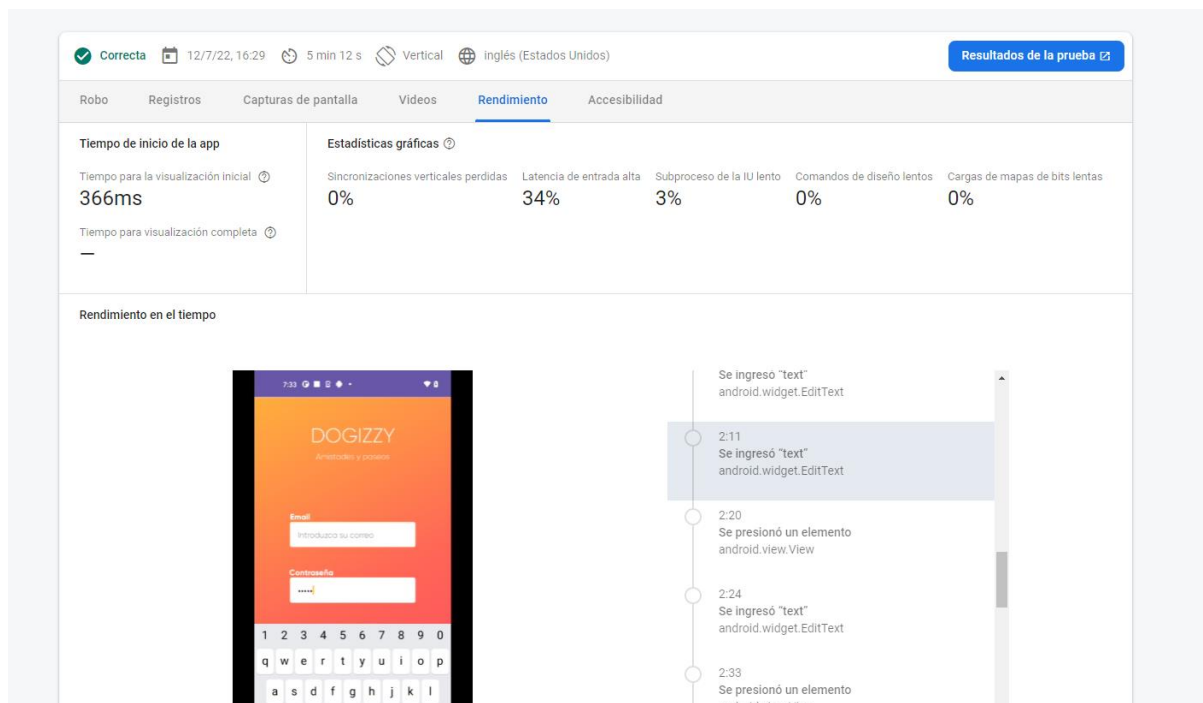 Correcta 12/7/22, 16:29 5 min 12 s Vertical inglés (Estados Unidos)
Resultados de la prueba
Robo Registros Capturas de pantalla Videos Rendimiento Accesibilidad
Tiempo de inicio de la app
Tiempo para la visualización inicial
366ms
Tiempo para visualización completa
—
Estadísticas gráficas
Sincronizaciones verticales perdidas
0%
Latencia de entrada alta
34%
Subproceso de la IU lento
3%
Comandos de diseño lentos
0%
Cargas de mapas de bits lentas
0%
Rendimiento en el tiempo
7:33
DOGIZZY
Amistades y paseos
Email
Introduzca su correo
Contraseña
•••••
1 2 3 4 5 6 7 8 9 0
q w e r t y u i o p
a s d f g h j k l
Se ingresó "text"
android.widget.EditText
2:11
Se ingresó "text"
android.widget.EditText
2:20
Se presionó un elemento
android.view.View
2:24
Se ingresó "text"
android.widget.EditText
2:33
Se presionó un elemento